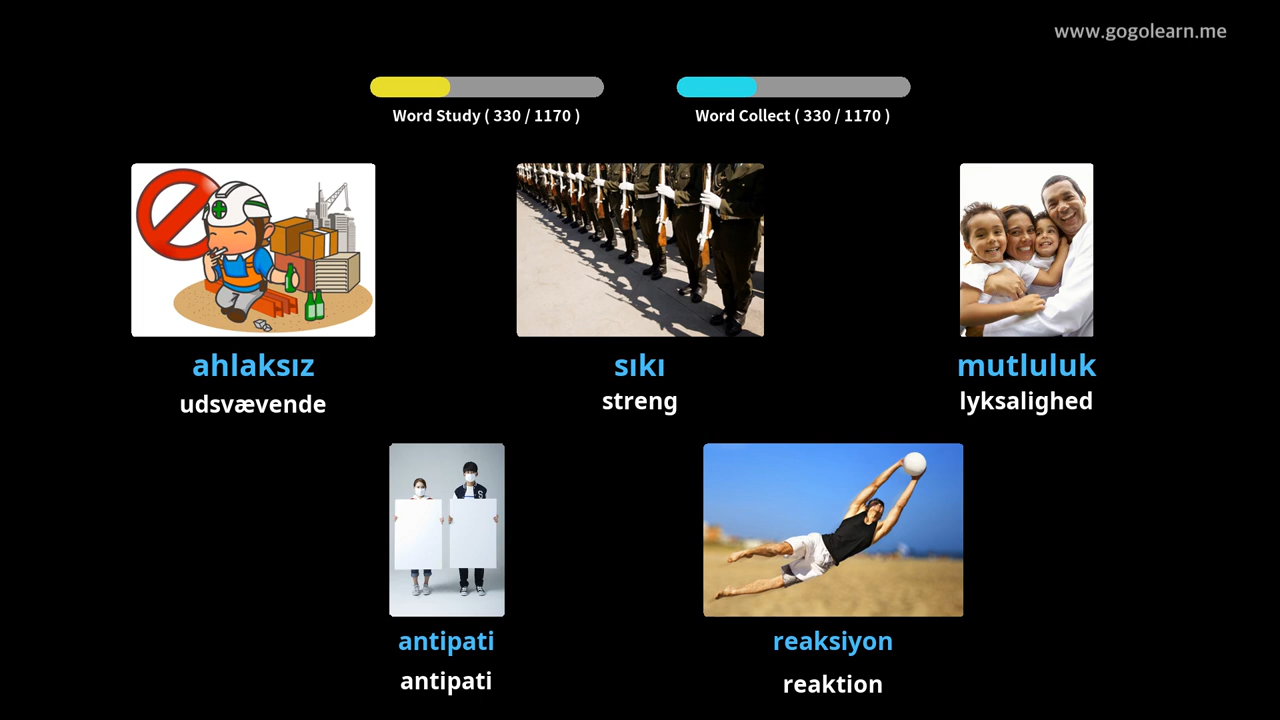 www.gogolearn.me
Word Study ( 330 / 1170 )
Word Collect ( 330 / 1170 )
ahlaksız
udsvævende
sıkı
streng
mutluluk
lyksalighed
antipati
antipati
reaksiyon
reaktion